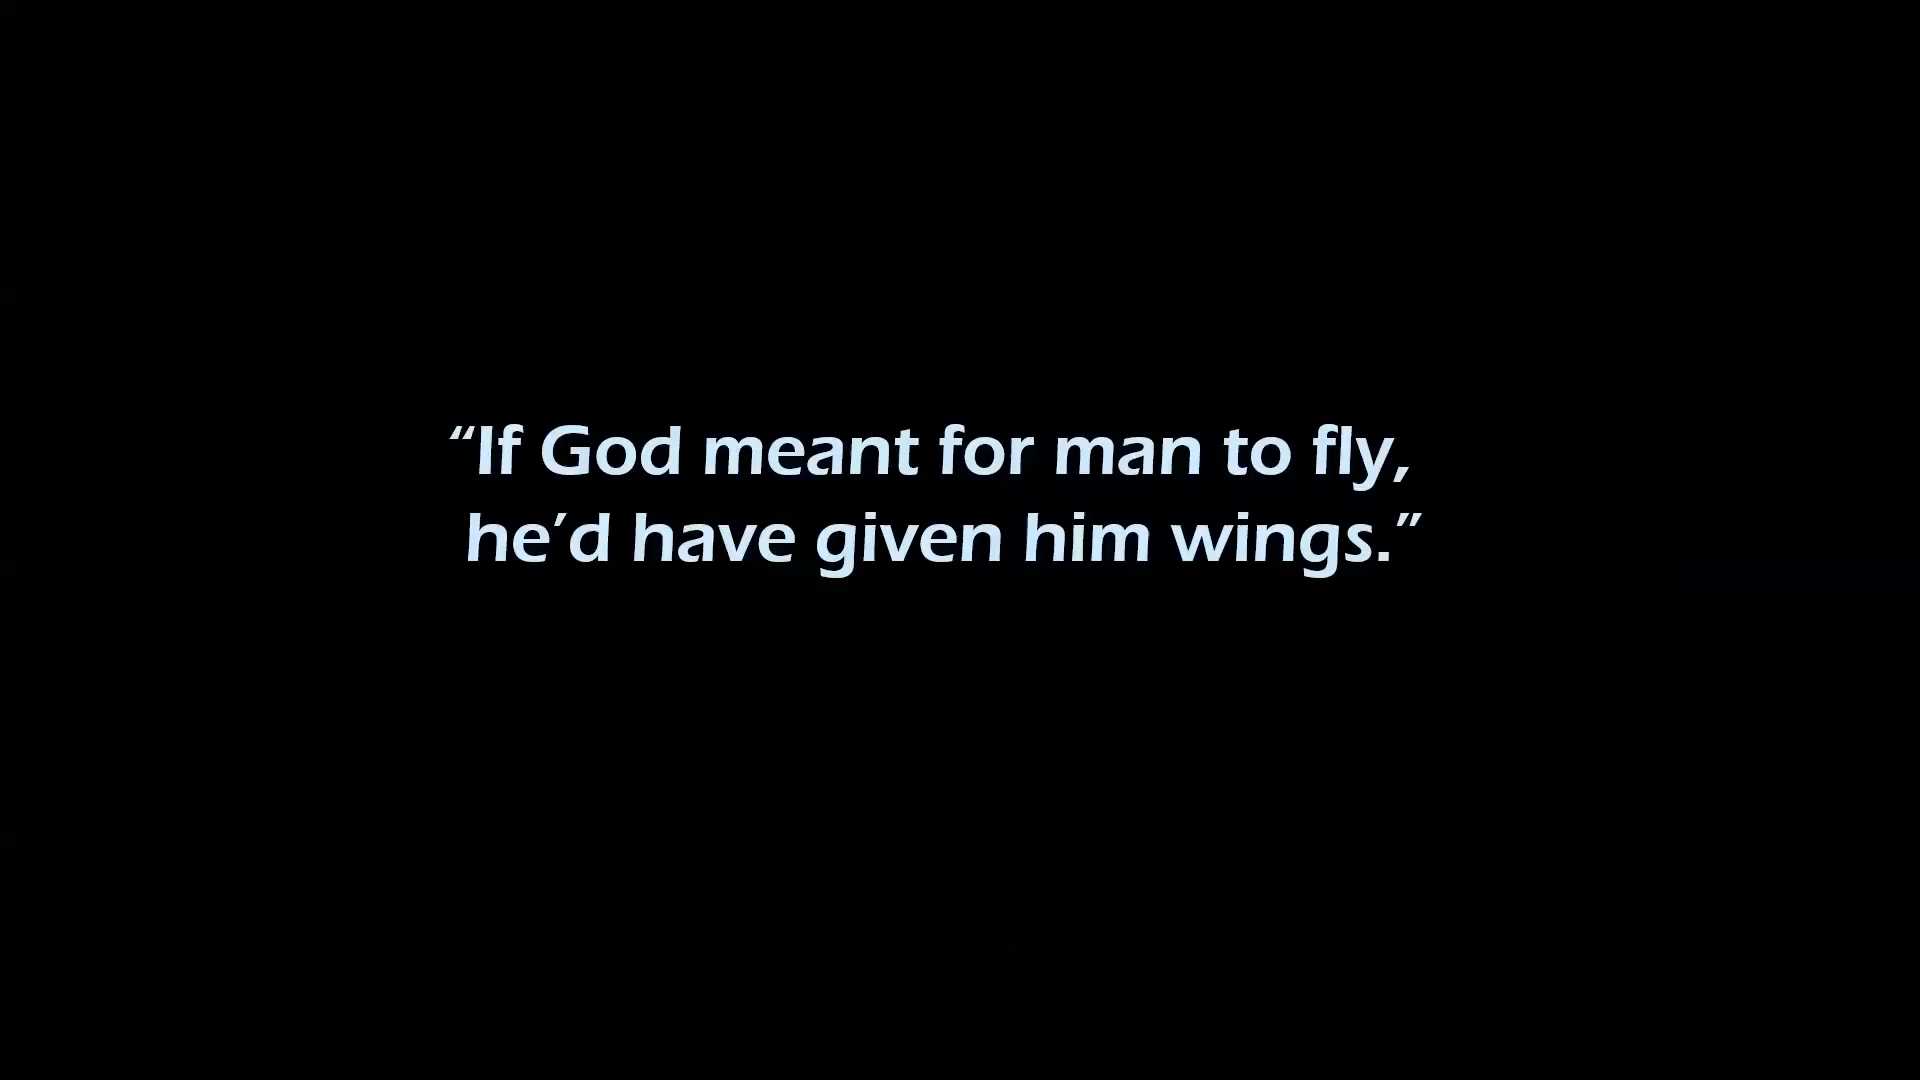 “If God meant for man to fly,
he’d have given him wings.”